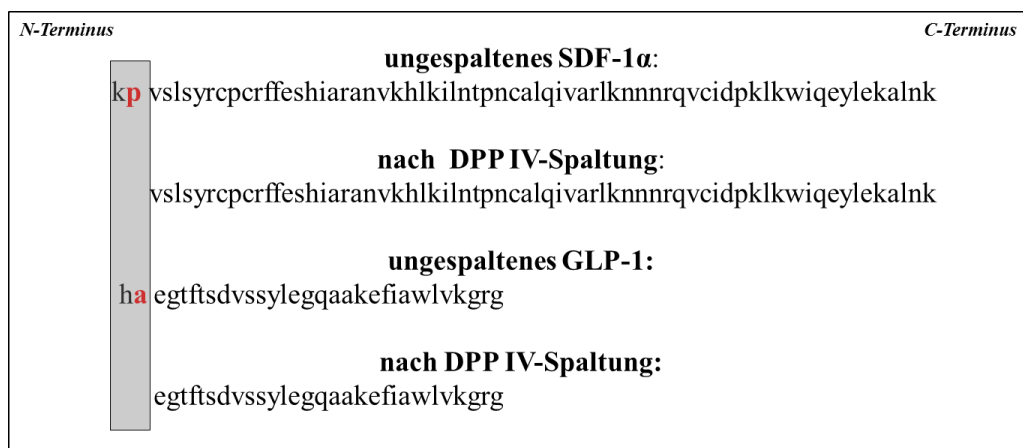 N-Terminus C-Terminus
ungespaltenes SDF-1α:
kp vslsyrcpcrffeshiaranvkhlkilntpncalqivarlknnnrqvcidpklkwiqeylekalnk
nach DPP IV-Spaltung:
vslsyrcpcrffeshiaranvkhlkilntpncalqivarlknnnrqvcidpklkwiqeylekalnk
ungespaltenes GLP-1:
ha egtftsdvssylegqaakefiawlvkgrg
nach DPP IV-Spaltung:
egtftsdvssylegqaakefiawlvkgrg